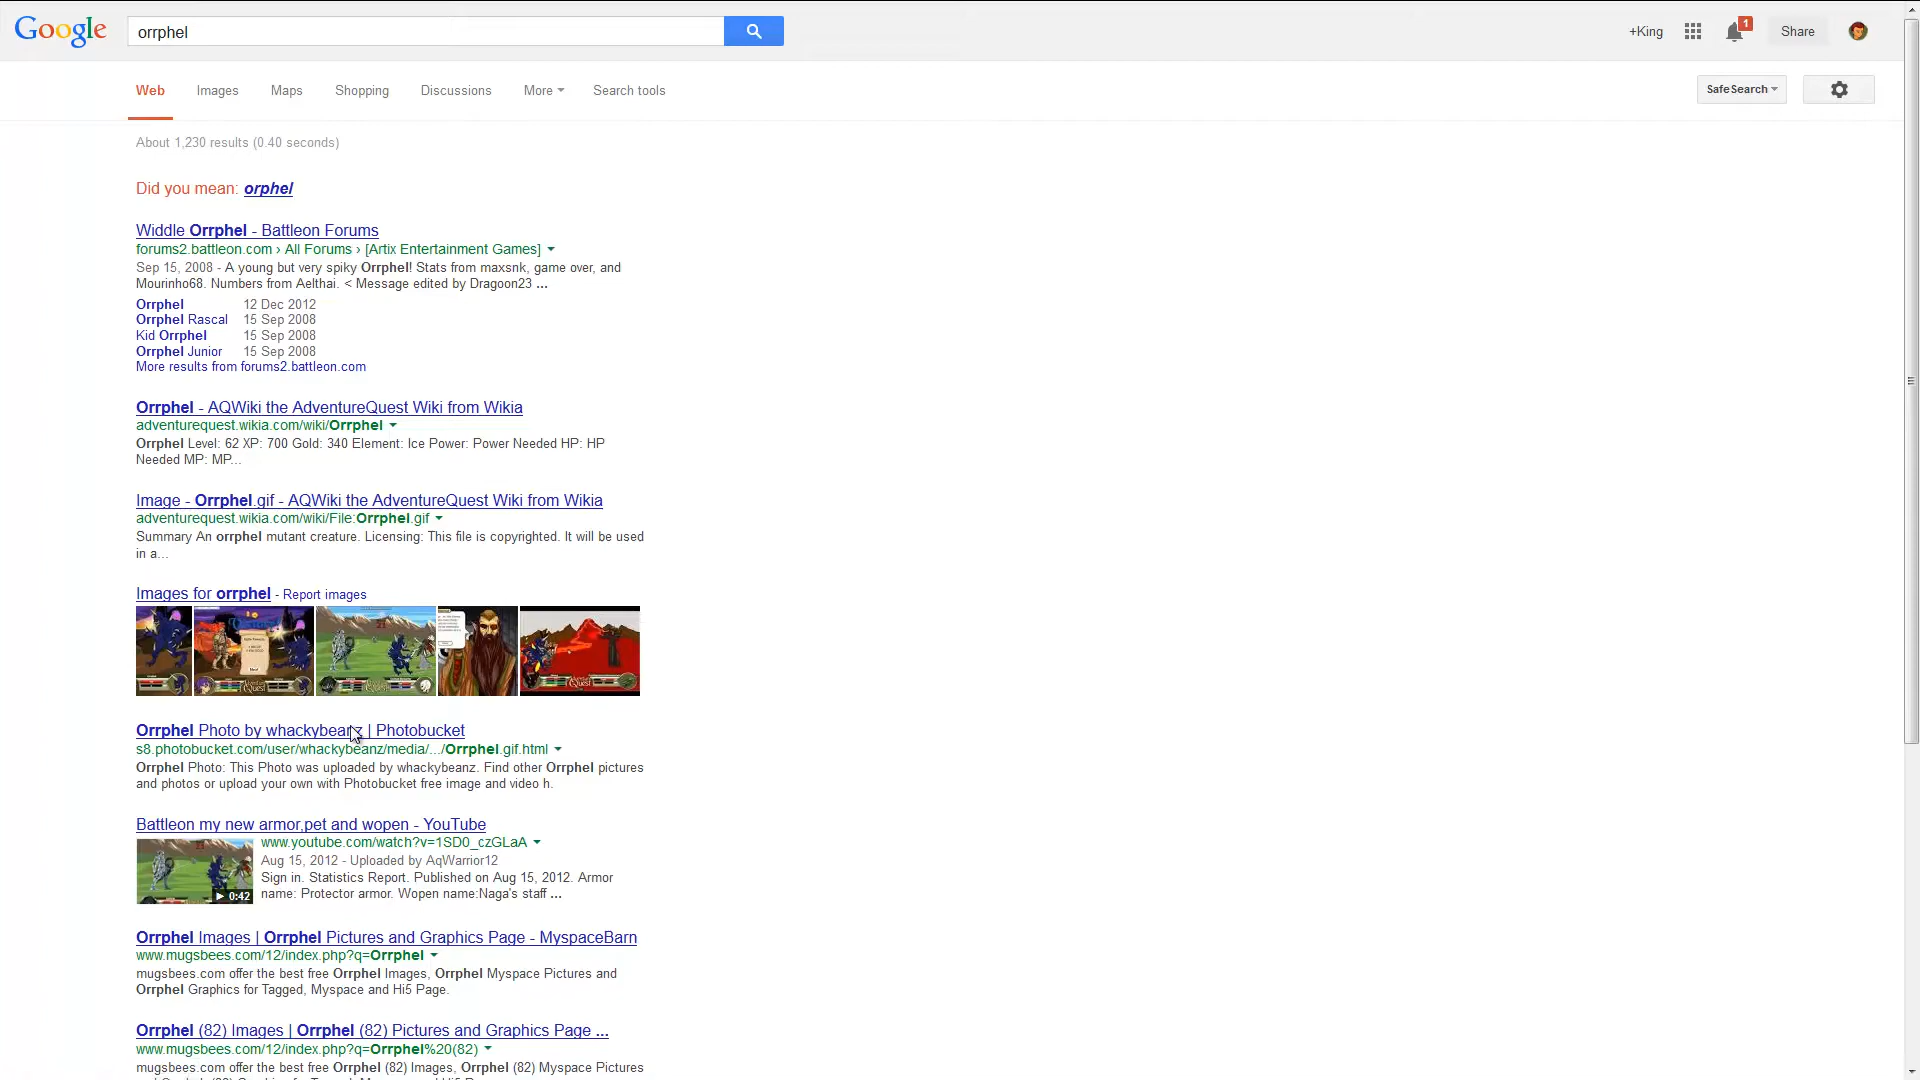 Google
orrphel
+King
1
Share
Web Images Maps Shopping Discussions More Search tools
SafeSearch
About 1,230 results (0.40 seconds)
Did you mean: orphel
Widdle Orrphel - Battleon Forums
forums2.battleon.com › All Forums › [Artix Entertainment Games]
Sep 15, 2008 - A young but very spiky Orrphel! Stats from maxsnk, game over, and
Mourinho68. Numbers from Aelthai. < Message edited by Dragoon23 ...
Orrphel 12 Dec 2012
Orrphel Rascal 15 Sep 2008
Kid Orrphel 15 Sep 2008
Orrphel Junior 15 Sep 2008
More results from forums2.battleon.com
Orrphel - AQWiki the AdventureQuest Wiki from Wikia
adventurequest.wikia.com/wiki/Orrphel
Orrphel Level: 62 XP: 700 Gold: 340 Element: Ice Power: Power Needed HP: HP
Needed MP: MP...
Image - Orrphel.gif - AQWiki the AdventureQuest Wiki from Wikia
adventurequest.wikia.com/wiki/File:Orrphel.gif
Summary An orrphel mutant creature. Licensing: This file is copyrighted. It will be used
in a...
Images for orrphel - Report images
Orrphel Photo by whackybeanz | Photobucket
s8.photobucket.com/user/whackybeanz/media/.../Orrphel.gif.html
Orrphel Photo: This Photo was uploaded by whackybeanz. Find other Orrphel pictures
and photos or upload your own with Photobucket free image and video h.
Battleon my new armor,pet and wopen - YouTube
www.youtube.com/watch?v=1SD0_czGLaA
Aug 15, 2012 - Uploaded by AqWarrior12
Sign in. Statistics Report. Published on Aug 15, 2012. Armor
name: Protector armor. Wopen name:Naga's staff ...
0:42
Orrphel Images | Orrphel Pictures and Graphics Page - MyspaceBarn
www.mugsbees.com/12/index.php?q=Orrphel
mugsbees.com offer the best free Orrphel Images, Orrphel Myspace Pictures and
Orrphel Graphics for Tagged, Myspace and Hi5 Page.
Orrphel (82) Images | Orrphel (82) Pictures and Graphics Page ...
www.mugsbees.com/12/index.php?q=Orrphel%20(82)
mugsbees.com offer the best free Orrphel (82) Images, Orrphel (82) Myspace Pictures